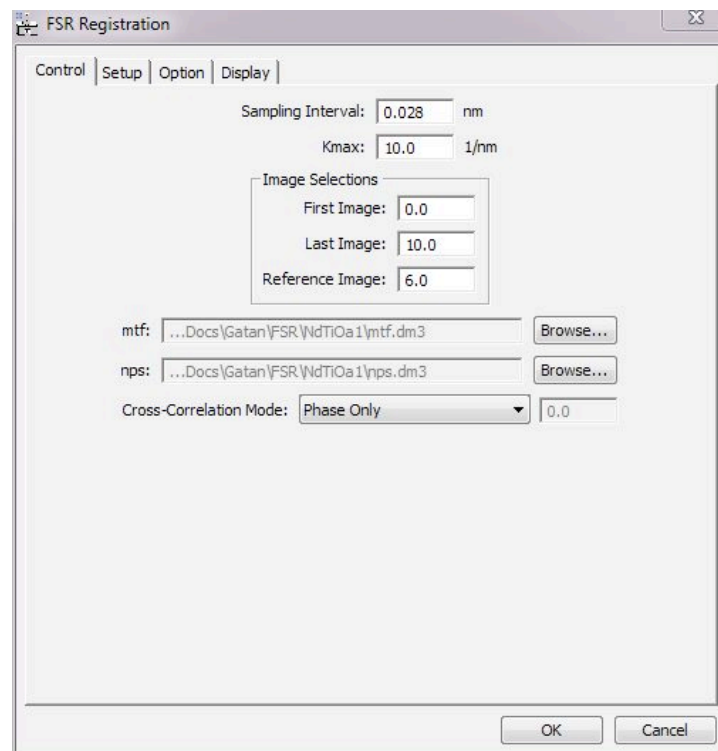 FSR Registration
Control Setup Option Display
Sampling Interval: 0.028 nm
Kmax: 10.0 1/nm
Image Selections
First Image: 0.0
Last Image: 10.0
Reference Image: 6.0
mtf: ...Docs\Gatan\FSR\NdTiOa1\mtf.dm3 Browse...
nps: ...Docs\Gatan\FSR\NdTiOa1\nps.dm3 Browse...
Cross-Correlation Mode: Phase Only 0.0
OK Cancel